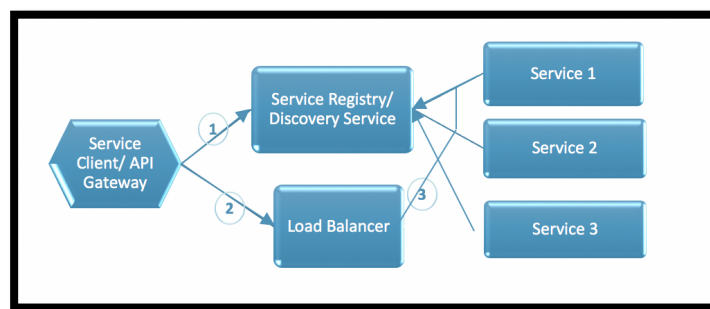 Service
Client/ API
Gateway
1
2
Service Registry/
Discovery Service
Load Balancer
3
Service 1
Service 2
Service 3